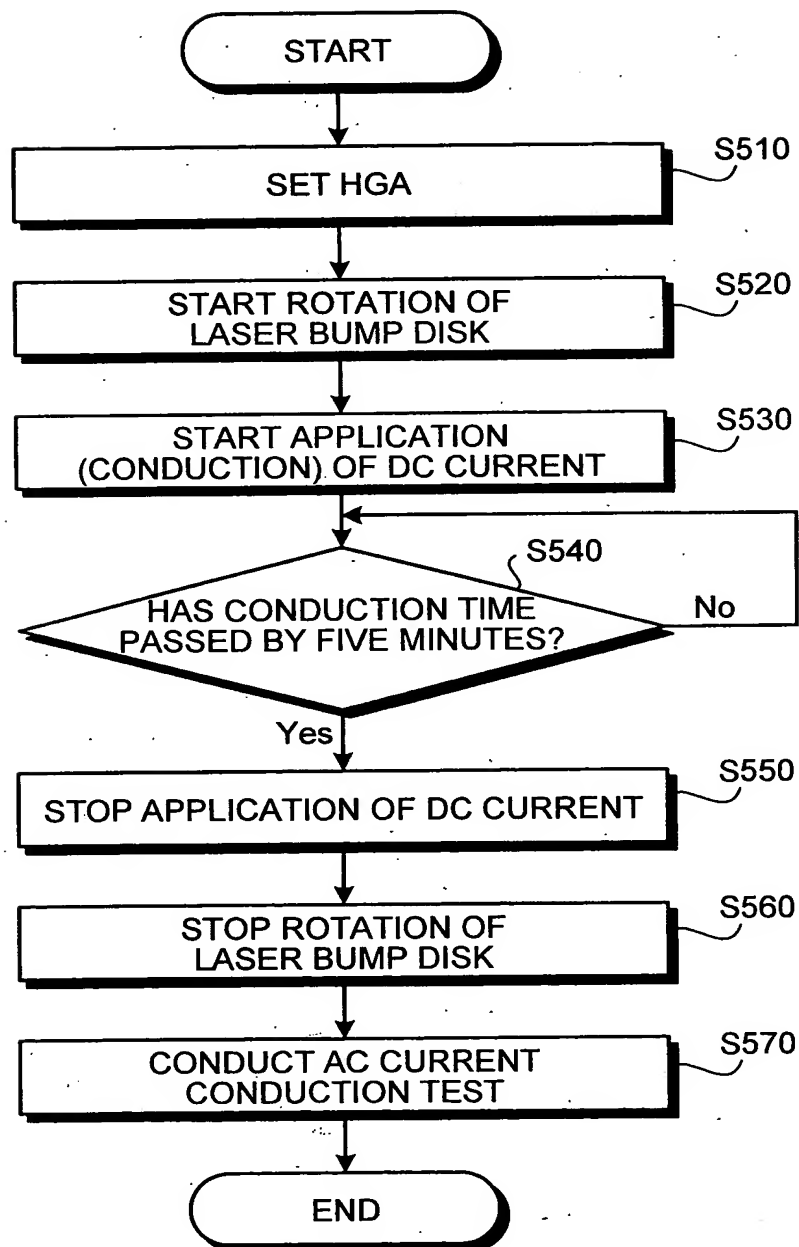 START
S510
SET HGA
S520
START ROTATION OF
LASER BUMP DISK
S530
START APPLICATION
(CONDUCTION) OF DC CURRENT
S540
HAS CONDUCTION TIME
PASSED BY FIVE MINUTES?
No
Yes
S550
STOP APPLICATION OF DC CURRENT
S560
STOP ROTATION OF
LASER BUMP DISK
S570
CONDUCT AC CURRENT
CONDUCTION TEST
END